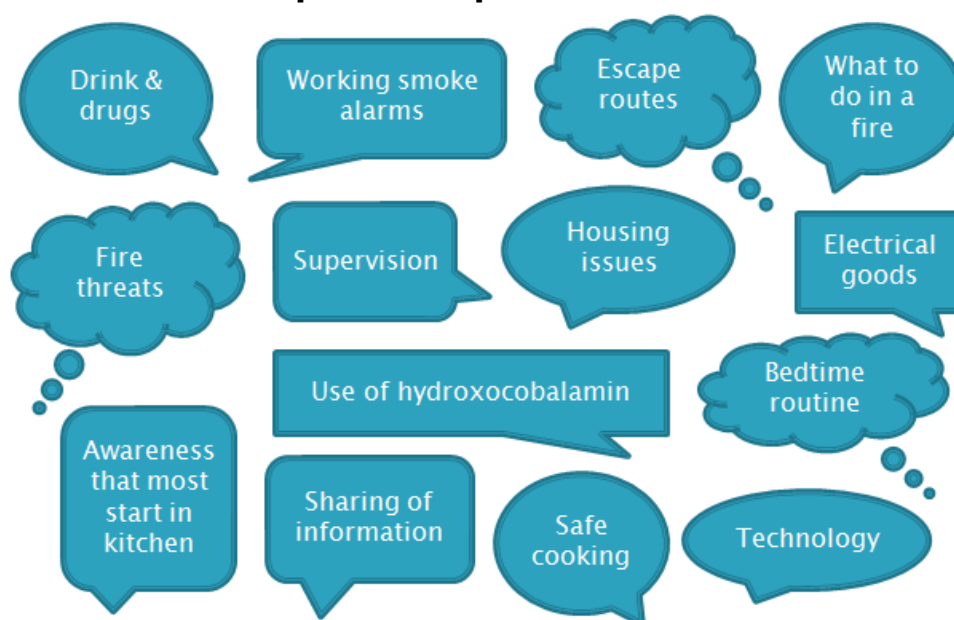 Drink &
drugs
Working smoke
alarms
Escape
routes
What to
do in a
fire
Fire
threats
Supervision
Housing
issues
Electrical
goods
Use of hydroxocobalamin
Bedtime
routine
Awareness
that most
start in
kitchen
Sharing of
information
Safe
cooking
Technology